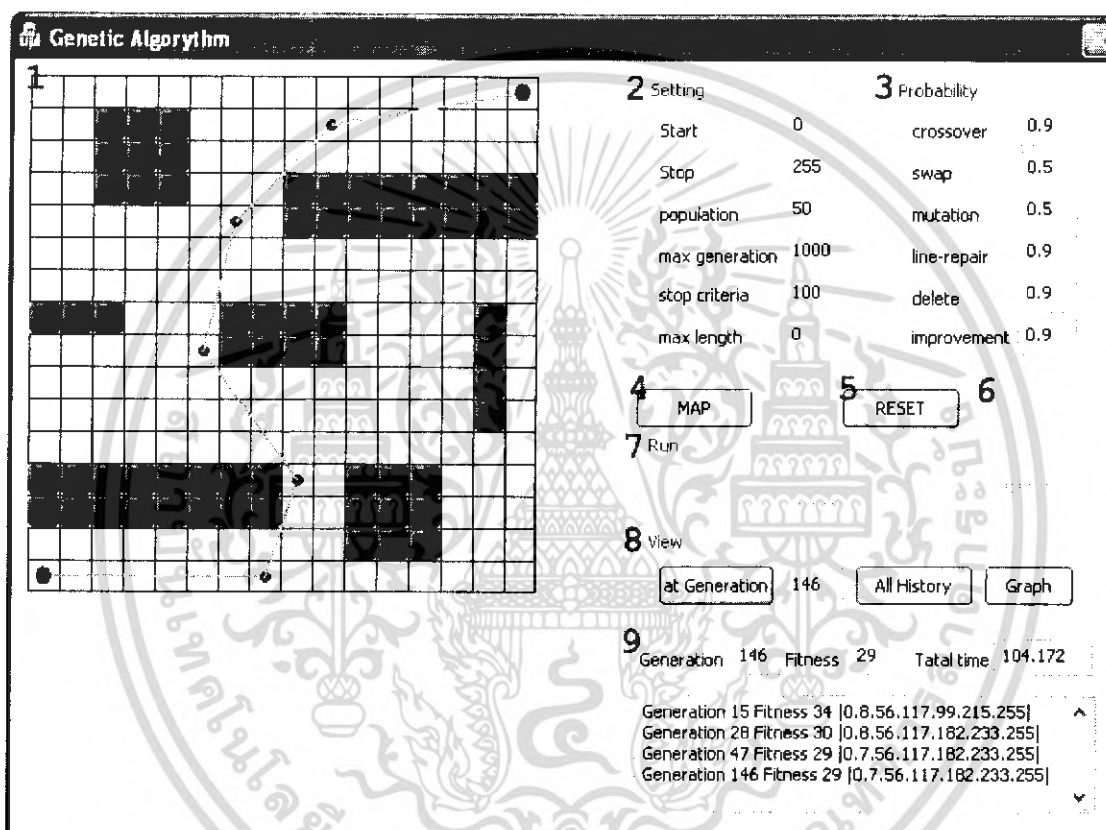 Genetic Algorythm
1
2 Setting
Start 0
Stop 255
population 50
max generation 1000
stop criteria 100
max length 0
3 Probability
crossover 0.9
swap 0.5
mutation 0.5
line-repair 0.9
delete 0.9
improvement 0.9
4 MAP
5 RESET
6
7 Run
8 View
at Generation 146 All History Graph
9 Generation 146 Fitness 29 Tatal time 104.172
Generation 15 Fitness 34 |0.8.56.117.99.215.255|
Generation 28 Fitness 30 |0.8.56.117.182.233.255|
Generation 47 Fitness 29 |0.7.56.117.182.233.255|
Generation 146 Fitness 29 |0.7.56.117.182.233.255|